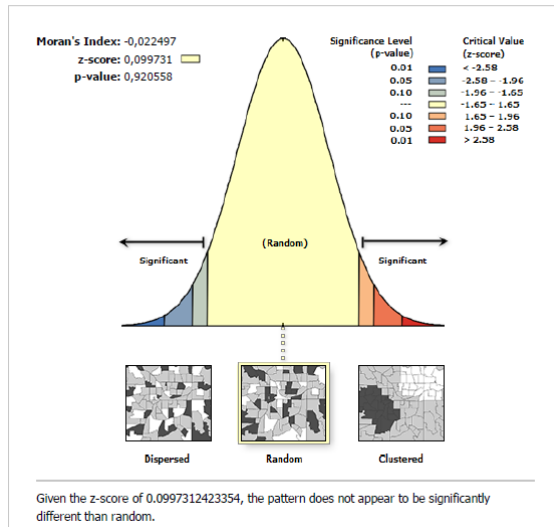 Moran's Index: -0,022497
z-score: 0,099731
p-value: 0,920558
Significance Level
(p-value)
Critical Value
(z-score)
0.01 < -2.58
0.05 -2.58 – -1.96
0.10 -1.96 – -1.65
--- -1.65 – 1.65
0.10 1.65 – 1.96
0.05 1.96 – 2.58
0.01 > 2.58
Significant
(Random)
Significant
Dispersed
Random
Clustered
Given the z-score of 0.0997312423354, the pattern does not appear to be significantly
different than random.